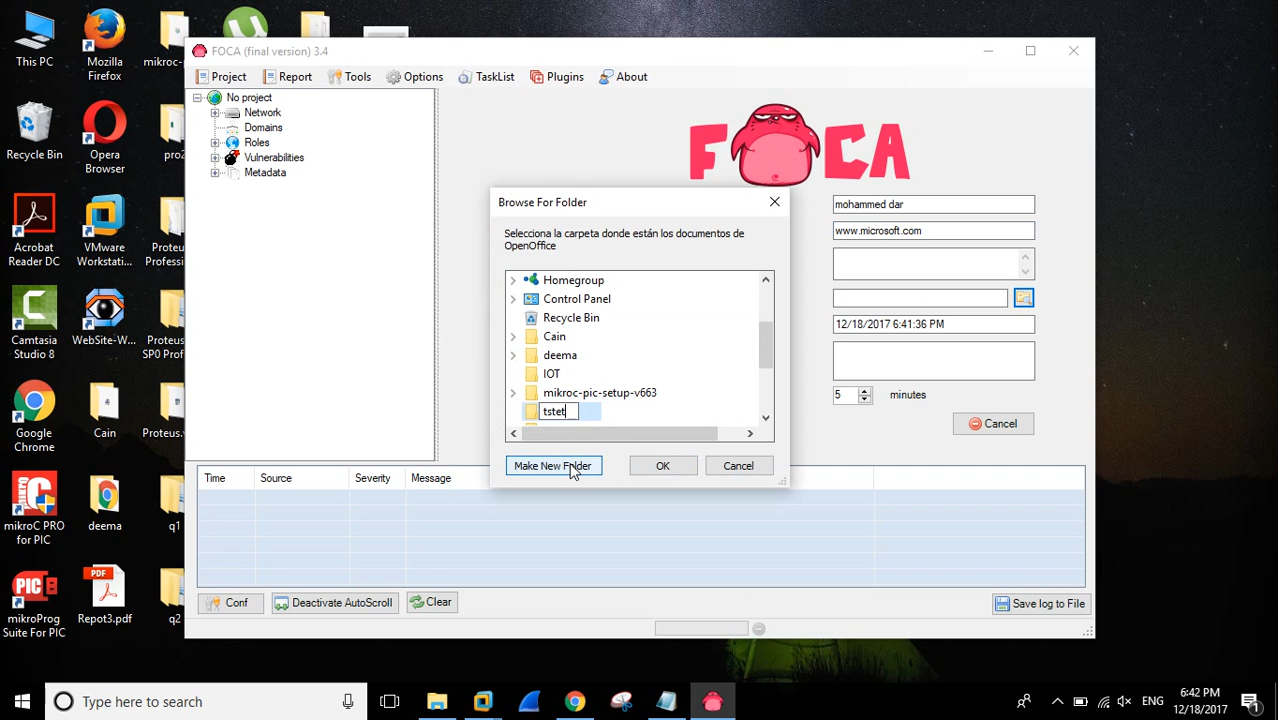 This PC
Mozilla
Firefox
mikroc-
Recycle Bin
Opera
Browser
pro2
Acrobat
Reader DC
VMware
Workstati...
Proteus
Profession
Camtasia
Studio 8
WebSite-W...
Proteus
SP0 Prof
Google
Chrome
Cain
Proteus.
mikroC PRO
for PIC
deema
q1
mikroProg
Suite For PIC
PDF
Repot3.pdf
q2
FOCA (final version) 3.4
Project Report Tools Options TaskList Plugins About
No project
Network
Domains
Roles
Vulnerabilities
Metadata
FOCA
mohammed dar
www.microsoft.com
12/18/2017 6:41:36 PM
5 minutes
Cancel
Browse For Folder
Selecciona la carpeta donde están los documentos de
OpenOffice
Homegroup
Control Panel
Recycle Bin
Cain
deema
IOT
mikroc-pic-setup-v663
tstet
Make New Folder OK Cancel
Time Source Severity Message
Conf Deactivate AutoScroll Clear Save log to File
Type here to search
ENG
6:42 PM
12/18/2017